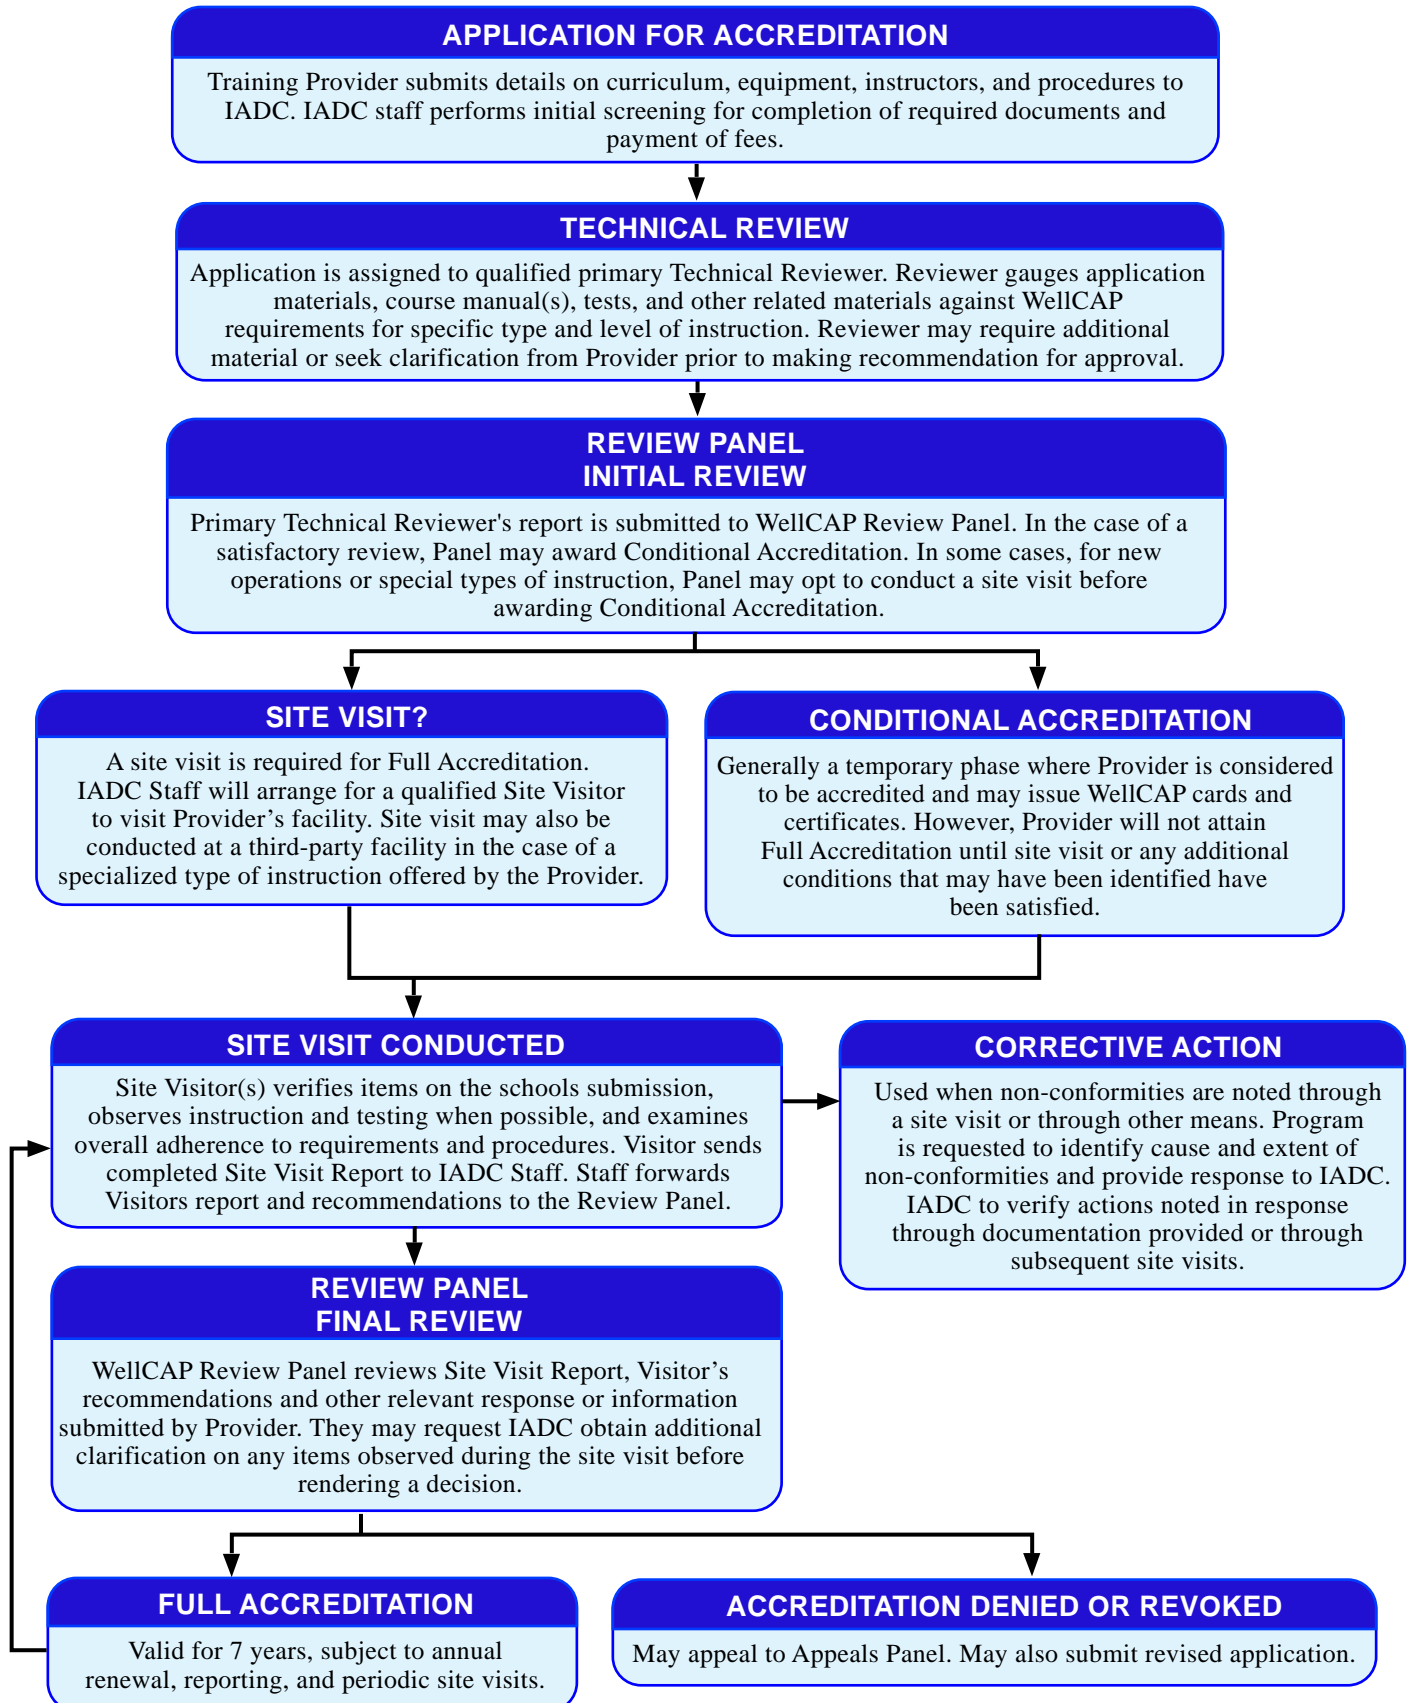 APPLICATION FOR ACCREDITATION
Training Provider submits details on curriculum, equipment, instructors, and procedures to
IADC. IADC staff performs initial screening for completion of required documents and
payment of fees.
TECHNICAL REVIEW
Application is assigned to qualified primary Technical Reviewer. Reviewer gauges application
materials, course manual(s), tests, and other related materials against WellCAP
requirements for specific type and level of instruction. Reviewer may require additional
material or seek clarification from Provider prior to making recommendation for approval.
REVIEW PANEL
INITIAL REVIEW
Primary Technical Reviewer's report is submitted to WellCAP Review Panel. In the case of a
satisfactory review, Panel may award Conditional Accreditation. In some cases, for new
operations or special types of instruction, Panel may opt to conduct a site visit before
awarding Conditional Accreditation.
SITE VISIT?
A site visit is required for Full Accreditation.
IADC Staff will arrange for a qualified Site Visitor
to visit Provider’s facility. Site visit may also be
conducted at a third-party facility in the case of a
specialized type of instruction offered by the Provider.
CONDITIONAL ACCREDITATION
Generally a temporary phase where Provider is considered
to be accredited and may issue WellCAP cards and
certificates. However, Provider will not attain
Full Accreditation until site visit or any additional
conditions that may have been identified have
been satisfied.
SITE VISIT CONDUCTED
Site Visitor(s) verifies items on the schools submission,
observes instruction and testing when possible, and examines
overall adherence to requirements and procedures. Visitor sends
completed Site Visit Report to IADC Staff. Staff forwards
Visitors report and recommendations to the Review Panel.
CORRECTIVE ACTION
Used when non-conformities are noted through
a site visit or through other means. Program
is requested to identify cause and extent of
non-conformities and provide response to IADC.
IADC to verify actions noted in response
through documentation provided or through
subsequent site visits.
REVIEW PANEL
FINAL REVIEW
WellCAP Review Panel reviews Site Visit Report, Visitor’s
recommendations and other relevant response or information
submitted by Provider. They may request IADC obtain additional
clarification on any items observed during the site visit before
rendering a decision.
FULL ACCREDITATION
Valid for 7 years, subject to annual
renewal, reporting, and periodic site visits.
ACCREDITATION DENIED OR REVOKED
May appeal to Appeals Panel. May also submit revised application.